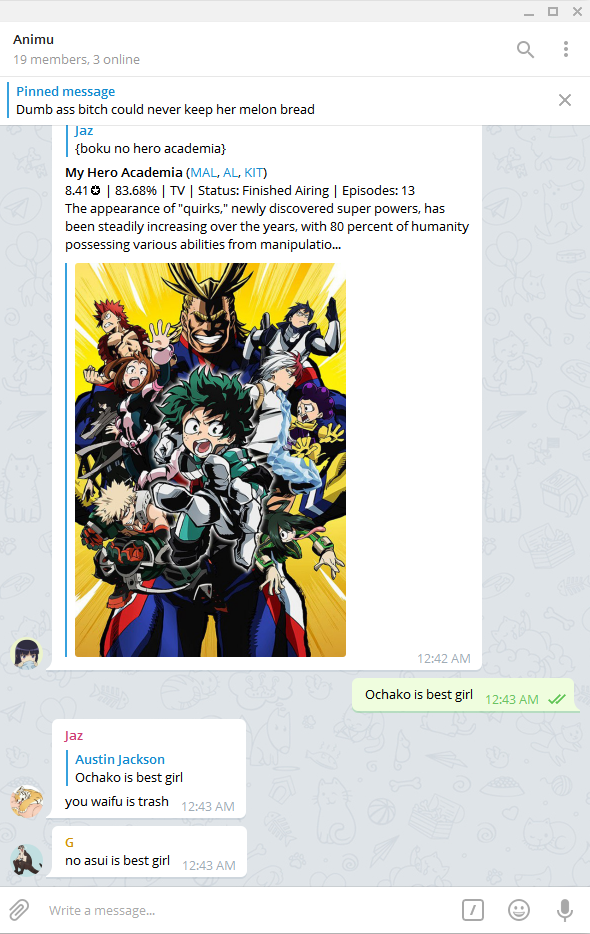 Animu
19 members, 3 online
Pinned message
Dumb ass bitch could never keep her melon bread
Jaz
{boku no hero academia}
My Hero Academia (MAL, AL, KIT)
8.41✪ | 83.68% | TV | Status: Finished Airing | Episodes: 13
The appearance of "quirks," newly discovered super powers, has
been steadily increasing over the years, with 80 percent of humanity
possessing various abilities from manipulatio...
12:42 AM
Ochako is best girl 12:43 AM
Jaz
Austin Jackson
Ochako is best girl
you waifu is trash 12:43 AM
G
no asui is best girl 12:43 AM
Write a message...